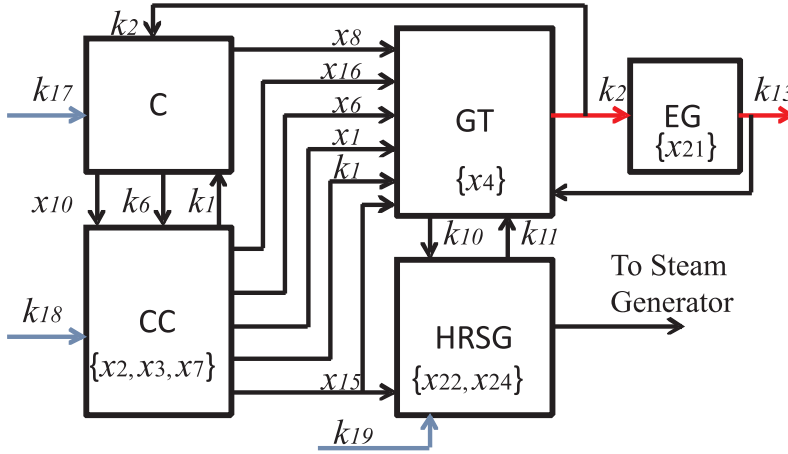 k2
x8
x16
k17
C
x6
GT
k2
EG
k13
{x21}
x1
k1
{x4}
x10
k6
k1
k10
k11
To Steam
Generator
k18
CC
HRSG
{x2, x3, x7}
x15
{x22, x24}
k19